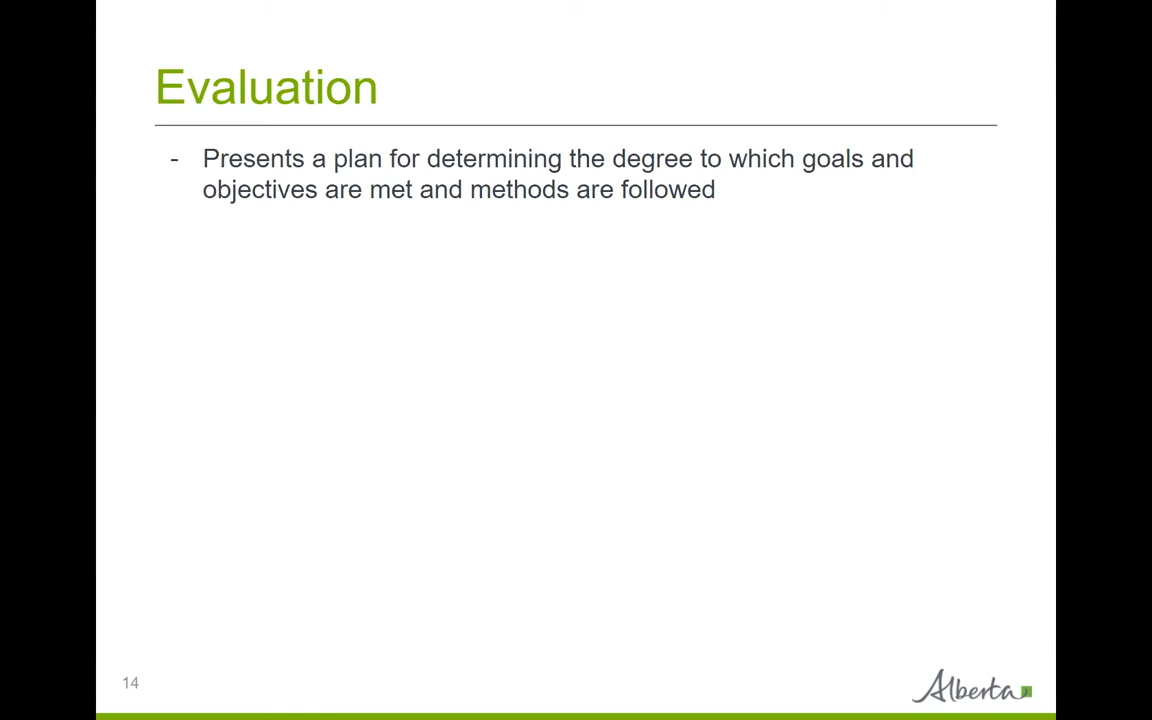 Evaluation
- Presents a plan for determining the degree to which goals and
objectives are met and methods are followed
14
Alberta